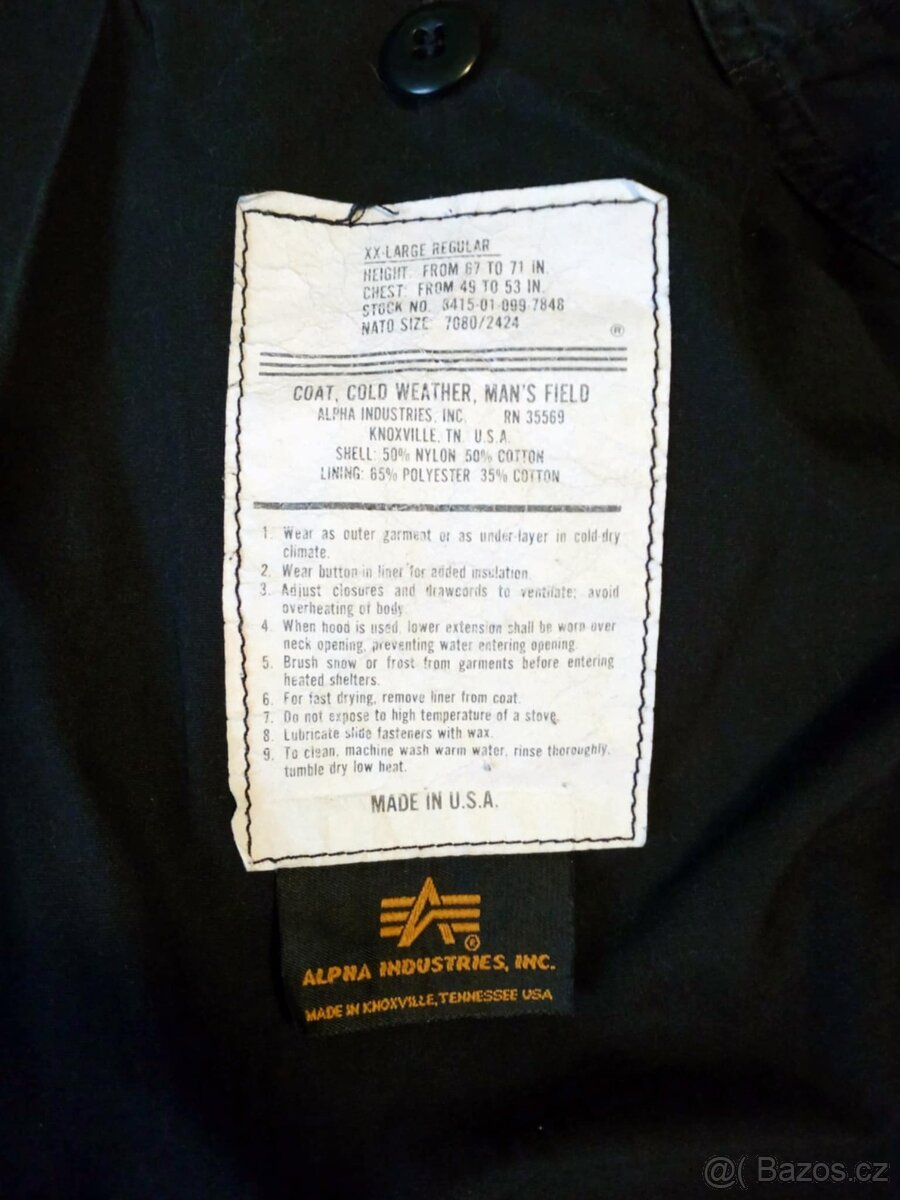 XX-LARGE REGULAR
HEIGHT: FROM 67 TO 71 IN.
CHEST: FROM 49 TO 53 IN.
STOCK NO. 8415-01-099-7848
NATO SIZE 7080/2424
®
COAT, COLD WEATHER, MAN'S FIELD
ALPHA INDUSTRIES, INC. RN 35569
KNOXVILLE, TN U.S.A.
SHELL: 50% NYLON 50% COTTON
LINING: 65% POLYESTER 35% COTTON
1. Wear as outer garment or as under-layer in cold-dry
climate.
2. Wear button-in liner for added insulation.
3. Adjust closures and drawcords to ventilate; avoid
overheating of body.
4. When hood is used, lower extension shall be worn over
neck opening, preventing water entering opening.
5. Brush snow or frost from garments before entering
heated shelters.
6. For fast drying, remove liner from coat.
7. Do not expose to high temperature of a stove.
8. Lubricate slide fasteners with wax.
9. To clean, machine wash warm water, rinse thoroughly,
tumble dry low heat.
MADE IN U.S.A.
®
ALPHA INDUSTRIES, INC.
MADE IN KNOXVILLE, TENNESSEE USA
@( Bazos.cz